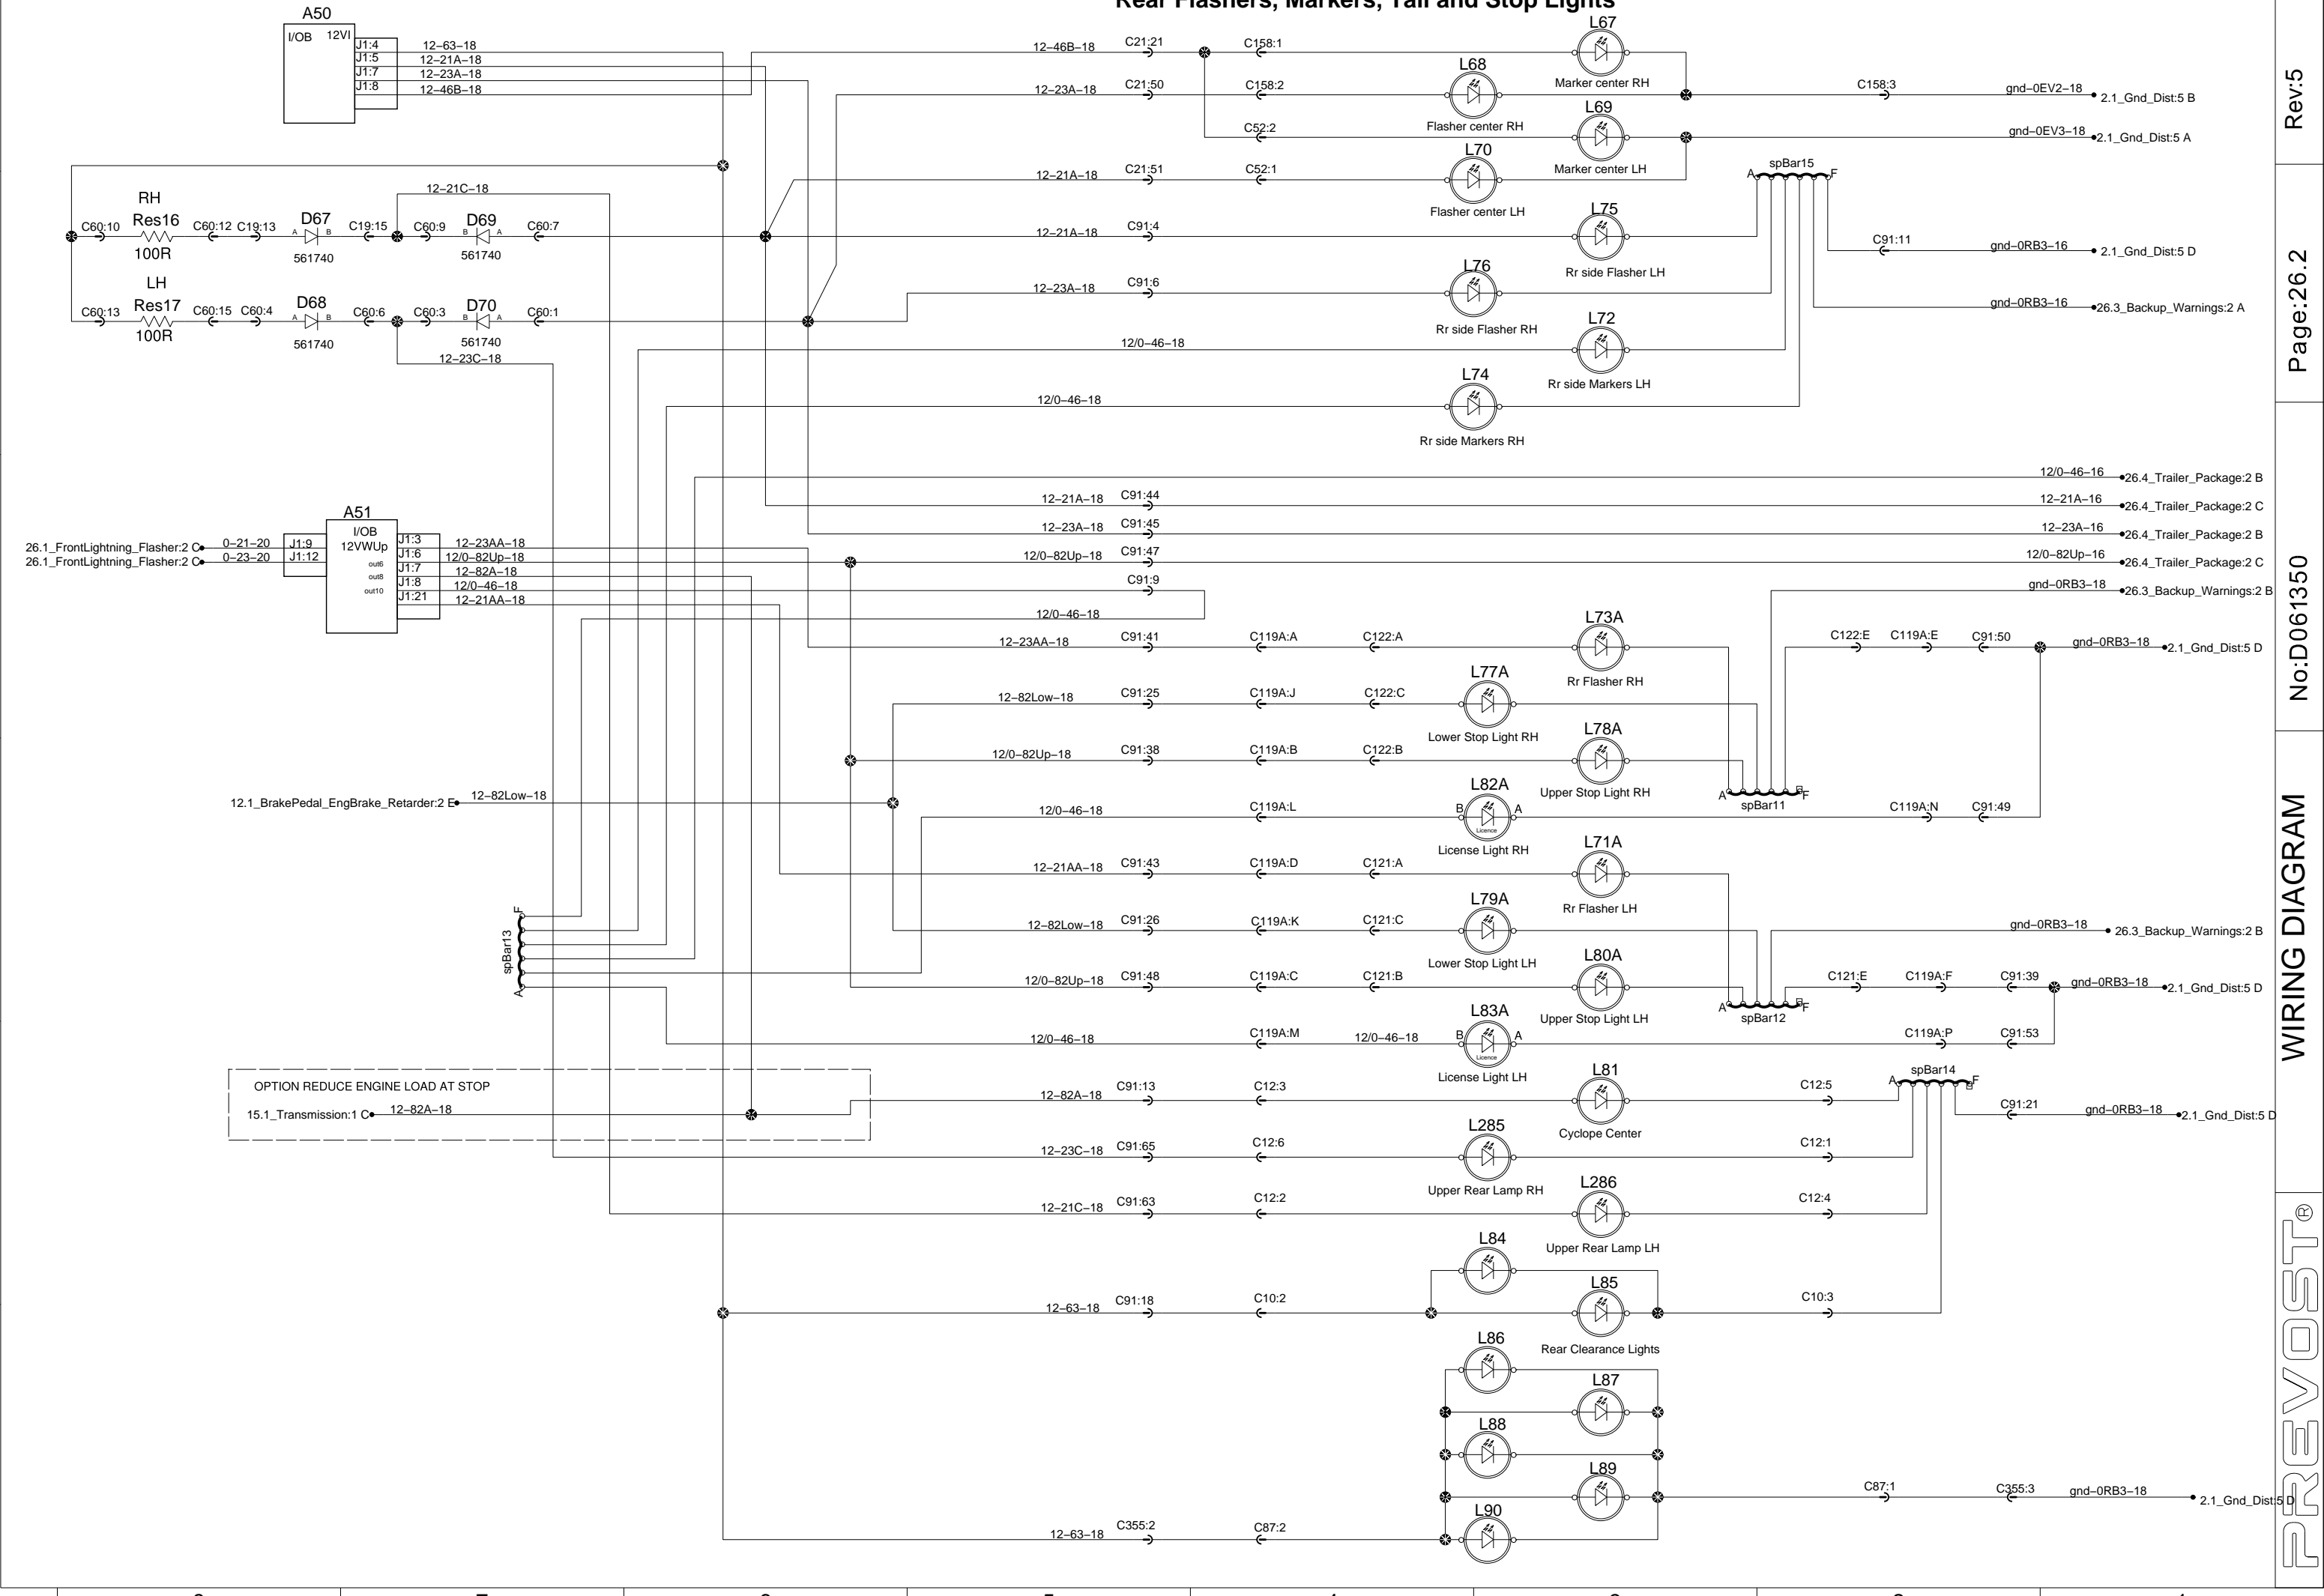 Rear Flashers, Markers, Tail and Stop Lights
A50
I/OB 12VI
J1:4 12-63-18
J1:5 12-21A-18
J1:7 12-23A-18
J1:8 12-46B-18
12-46B-18 C21:21 C158:1 L67
Marker center RH
12-23A-18 C21:50 C158:2 L68
Flasher center RH
C158:3 gnd-0EV2-18 2.1_Gnd_Dist:5 B
C52:2 L69
Marker center LH
gnd-0EV3-18 2.1_Gnd_Dist:5 A
12-21A-18 C21:51 C52:1 L70
Flasher center LH
spBar15
A F
12-21C-18
RH
Res16
100R
C60:10 C60:12 C19:13
D67
A B
561740
C19:15 C60:9
D69
B A
561740
C60:7
12-21A-18 C91:4 L75
Rr side Flasher LH
C91:11 gnd-0RB3-16 2.1_Gnd_Dist:5 D
LH
Res17
100R
C60:13 C60:15 C60:4
D68
A B
561740
C60:6 C60:3
D70
B A
561740
C60:1
12-23C-18
12-23A-18 C91:6 L76
Rr side Flasher RH
gnd-0RB3-16 26.3_Backup_Warnings:2 A
12/0-46-18 L72
Rr side Markers LH
12/0-46-18 L74
Rr side Markers RH
12/0-46-16 26.4_Trailer_Package:2 B
12-21A-18 C91:44 12-21A-16 26.4_Trailer_Package:2 C
12-23A-18 C91:45 12-23A-16 26.4_Trailer_Package:2 B
12/0-82Up-18 C91:47 12/0-82Up-16 26.4_Trailer_Package:2 C
C91:9
12/0-46-18
gnd-0RB3-18 26.3_Backup_Warnings:2 B
A51
I/OB
12VWUp
out6
out8
out10
26.1_FrontLightning_Flasher:2 C 0-21-20 J1:9
26.1_FrontLightning_Flasher:2 C 0-23-20 J1:12
J1:3 12-23AA-18
J1:6 12/0-82Up-18
J1:7 12-82A-18
J1:8 12/0-46-18
J1:21 12-21AA-18
12-23AA-18 C91:41 C119A:A C122:A L73A
Rr Flasher RH
C122:E C119A:E C91:50 gnd-0RB3-18 2.1_Gnd_Dist:5 D
12-82Low-18 C91:25 C119A:J C122:C L77A
Lower Stop Light RH
12/0-82Up-18 C91:38 C119A:B C122:B L78A
Upper Stop Light RH
A spBar11 F
12.1_BrakePedal_EngBrake_Retarder:2 E 12-82Low-18
12/0-46-18 C119A:L L82A
B A
Licence
License Light RH
C119A:N C91:49
12-21AA-18 C91:43 C119A:D C121:A L71A
Rr Flasher LH
12-82Low-18 C91:26 C119A:K C121:C L79A
Lower Stop Light LH
gnd-0RB3-18 26.3_Backup_Warnings:2 B
F
spBar13
A
12/0-82Up-18 C91:48 C119A:C C121:B L80A
Upper Stop Light LH
A spBar12 F
C121:E C119A:F C91:39 gnd-0RB3-18 2.1_Gnd_Dist:5 D
12/0-46-18 C119A:M 12/0-46-18 L83A
B A
Licence
License Light LH
C119A:P C91:53
OPTION REDUCE ENGINE LOAD AT STOP
15.1_Transmission:1 C 12-82A-18
12-82A-18 C91:13 C12:3 L81
Cyclope Center
C12:5
A spBar14 F
C91:21 gnd-0RB3-18 2.1_Gnd_Dist:5 D
12-23C-18 C91:65 C12:6 L285
Upper Rear Lamp RH
C12:1
12-21C-18 C91:63 C12:2 L286
Upper Rear Lamp LH
C12:4
L84
12-63-18 C91:18 C10:2 L85
Rear Clearance Lights
C10:3
L86
L87
L88
L89
C87:1 C355:3 gnd-0RB3-18 2.1_Gnd_Dist:5 D
12-63-18 C355:2 C87:2 L90
Rev:5
Page:26.2
No:D061350
WIRING DIAGRAM
PREVOST®